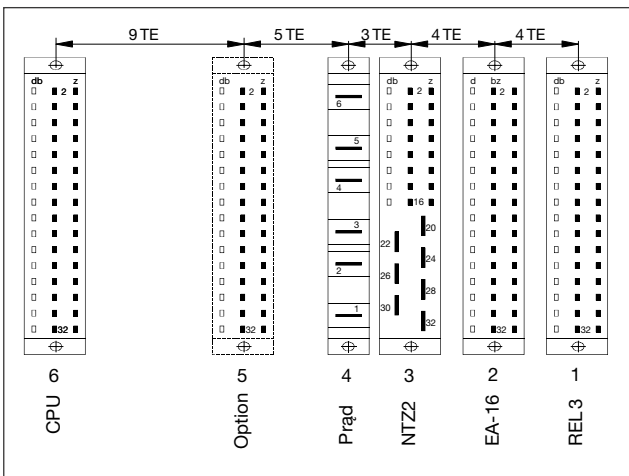 9 TE 5 TE 3 TE 4 TE 4 TE
db z db z db z d bz db z
2 2 6 2 2 2
5
4
16
3 20
22
24
2 26
28
30
1
32 32 32 32 32
6 5 4 3 2 1
CPU Option Prąd NTZ2 EA-16 REL3